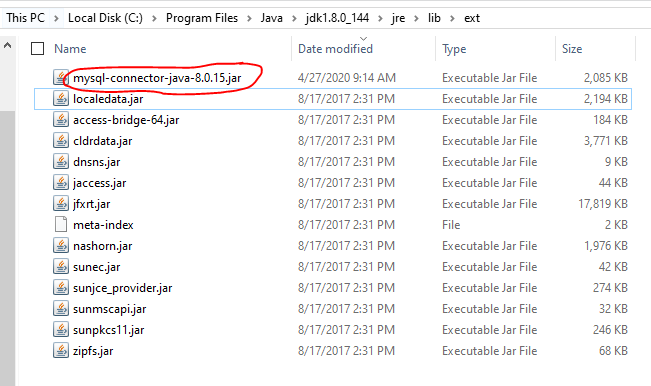 This PC > Local Disk (C:) > Program Files > Java > jdk1.8.0_144 > jre > lib > ext
Name Date modified Type Size
mysql-connector-java-8.0.15.jar 4/27/2020 9:14 AM Executable Jar File 2,085 KB
localedata.jar 8/17/2017 2:31 PM Executable Jar File 2,194 KB
access-bridge-64.jar 8/17/2017 2:31 PM Executable Jar File 184 KB
cldrdata.jar 8/17/2017 2:31 PM Executable Jar File 3,771 KB
dnsns.jar 8/17/2017 2:31 PM Executable Jar File 9 KB
jaccess.jar 8/17/2017 2:31 PM Executable Jar File 44 KB
jfxrt.jar 8/17/2017 2:31 PM Executable Jar File 17,819 KB
meta-index 8/17/2017 2:31 PM File 2 KB
nashorn.jar 8/17/2017 2:31 PM Executable Jar File 1,976 KB
sunec.jar 8/17/2017 2:31 PM Executable Jar File 42 KB
sunjce_provider.jar 8/17/2017 2:31 PM Executable Jar File 274 KB
sunmscapi.jar 8/17/2017 2:31 PM Executable Jar File 32 KB
sunpkcs11.jar 8/17/2017 2:31 PM Executable Jar File 246 KB
zipfs.jar 8/17/2017 2:31 PM Executable Jar File 68 KB